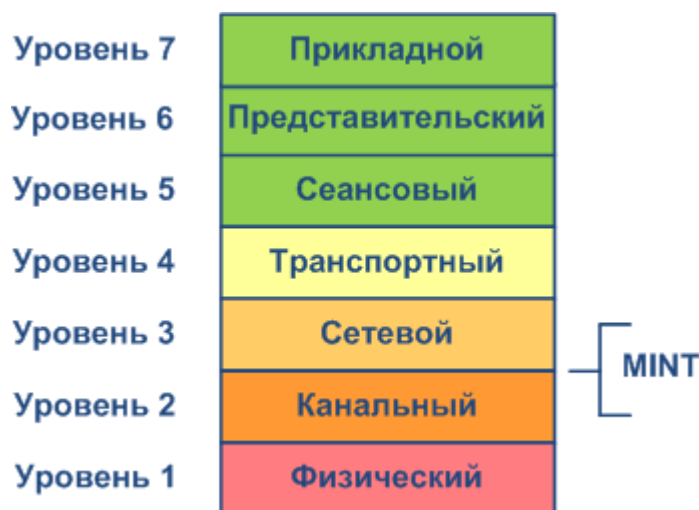 Уровень 7 Прикладной
Уровень 6 Представительский
Уровень 5 Сеансовый
Уровень 4 Транспортный
Уровень 3 Сетевой
MINT
Уровень 2 Канальный
Уровень 1 Физический